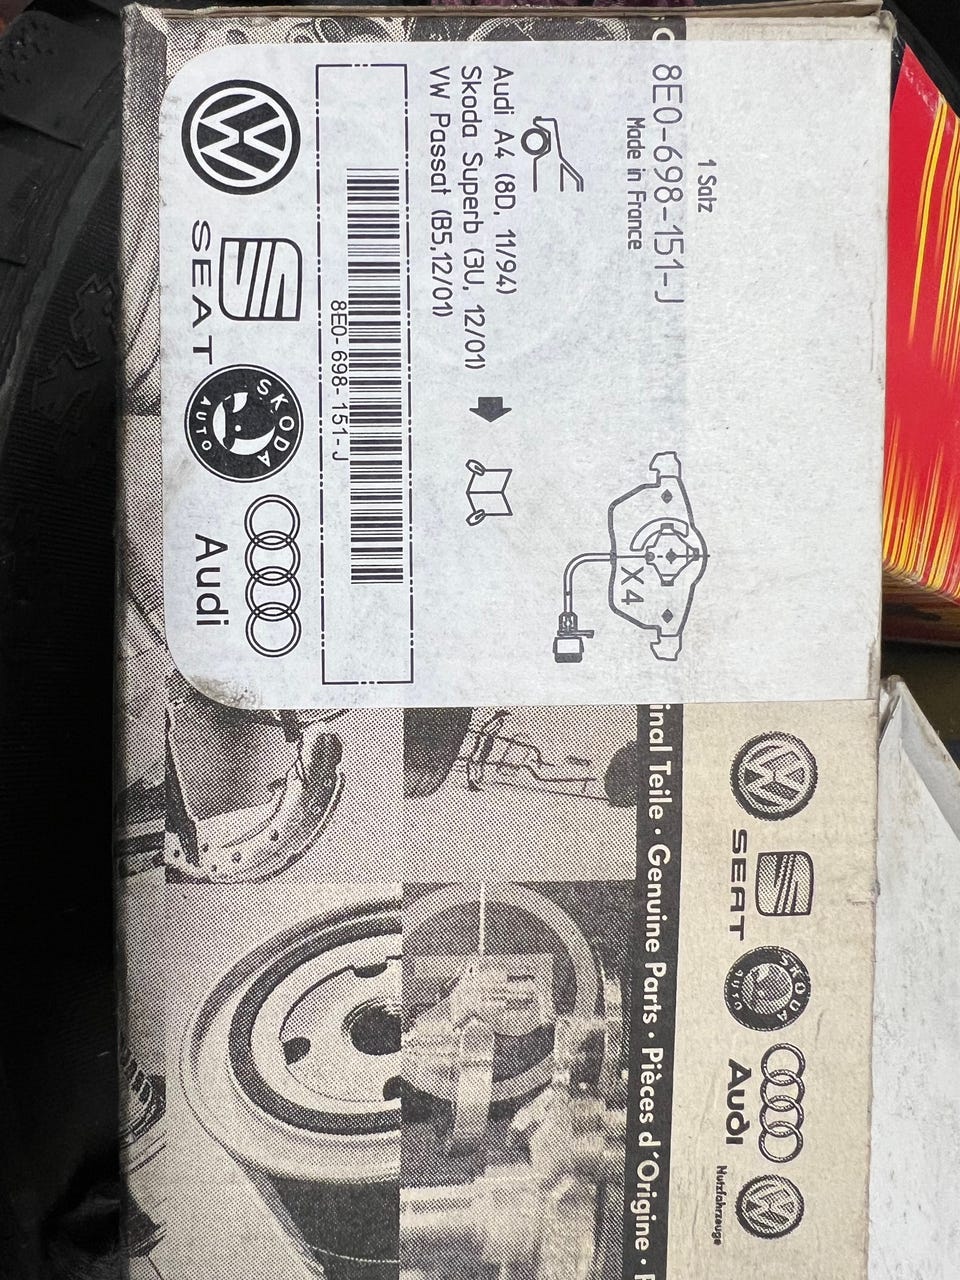 1 Satz
8E0-698-151-J
Made in France
X4
Audi A4 (8D, 11/94)
Skoda Superb (3U, 12/01)
VW Passat (B5,12/01)
8E0-698-151-J
SEAT
SKODA
AUTO
Audi
inal Teile · Genuine Parts · Pièces d'Origine ·
SEAT
SKODA
AUTO
Audi
Nutzfahrzeuge